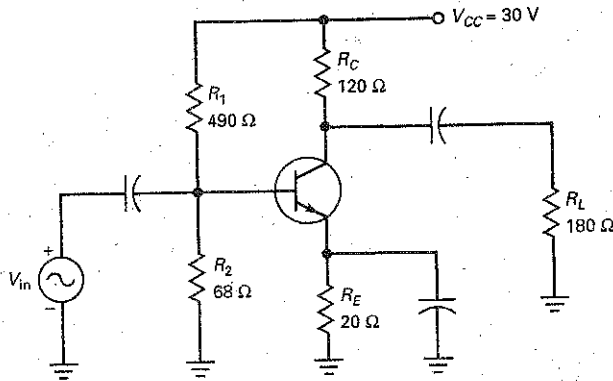 V_CC = 30 V
R_C
120 Ω
R_1
490 Ω
R_L
180 Ω
+
V_in
−
R_2
68 Ω
R_E
20 Ω